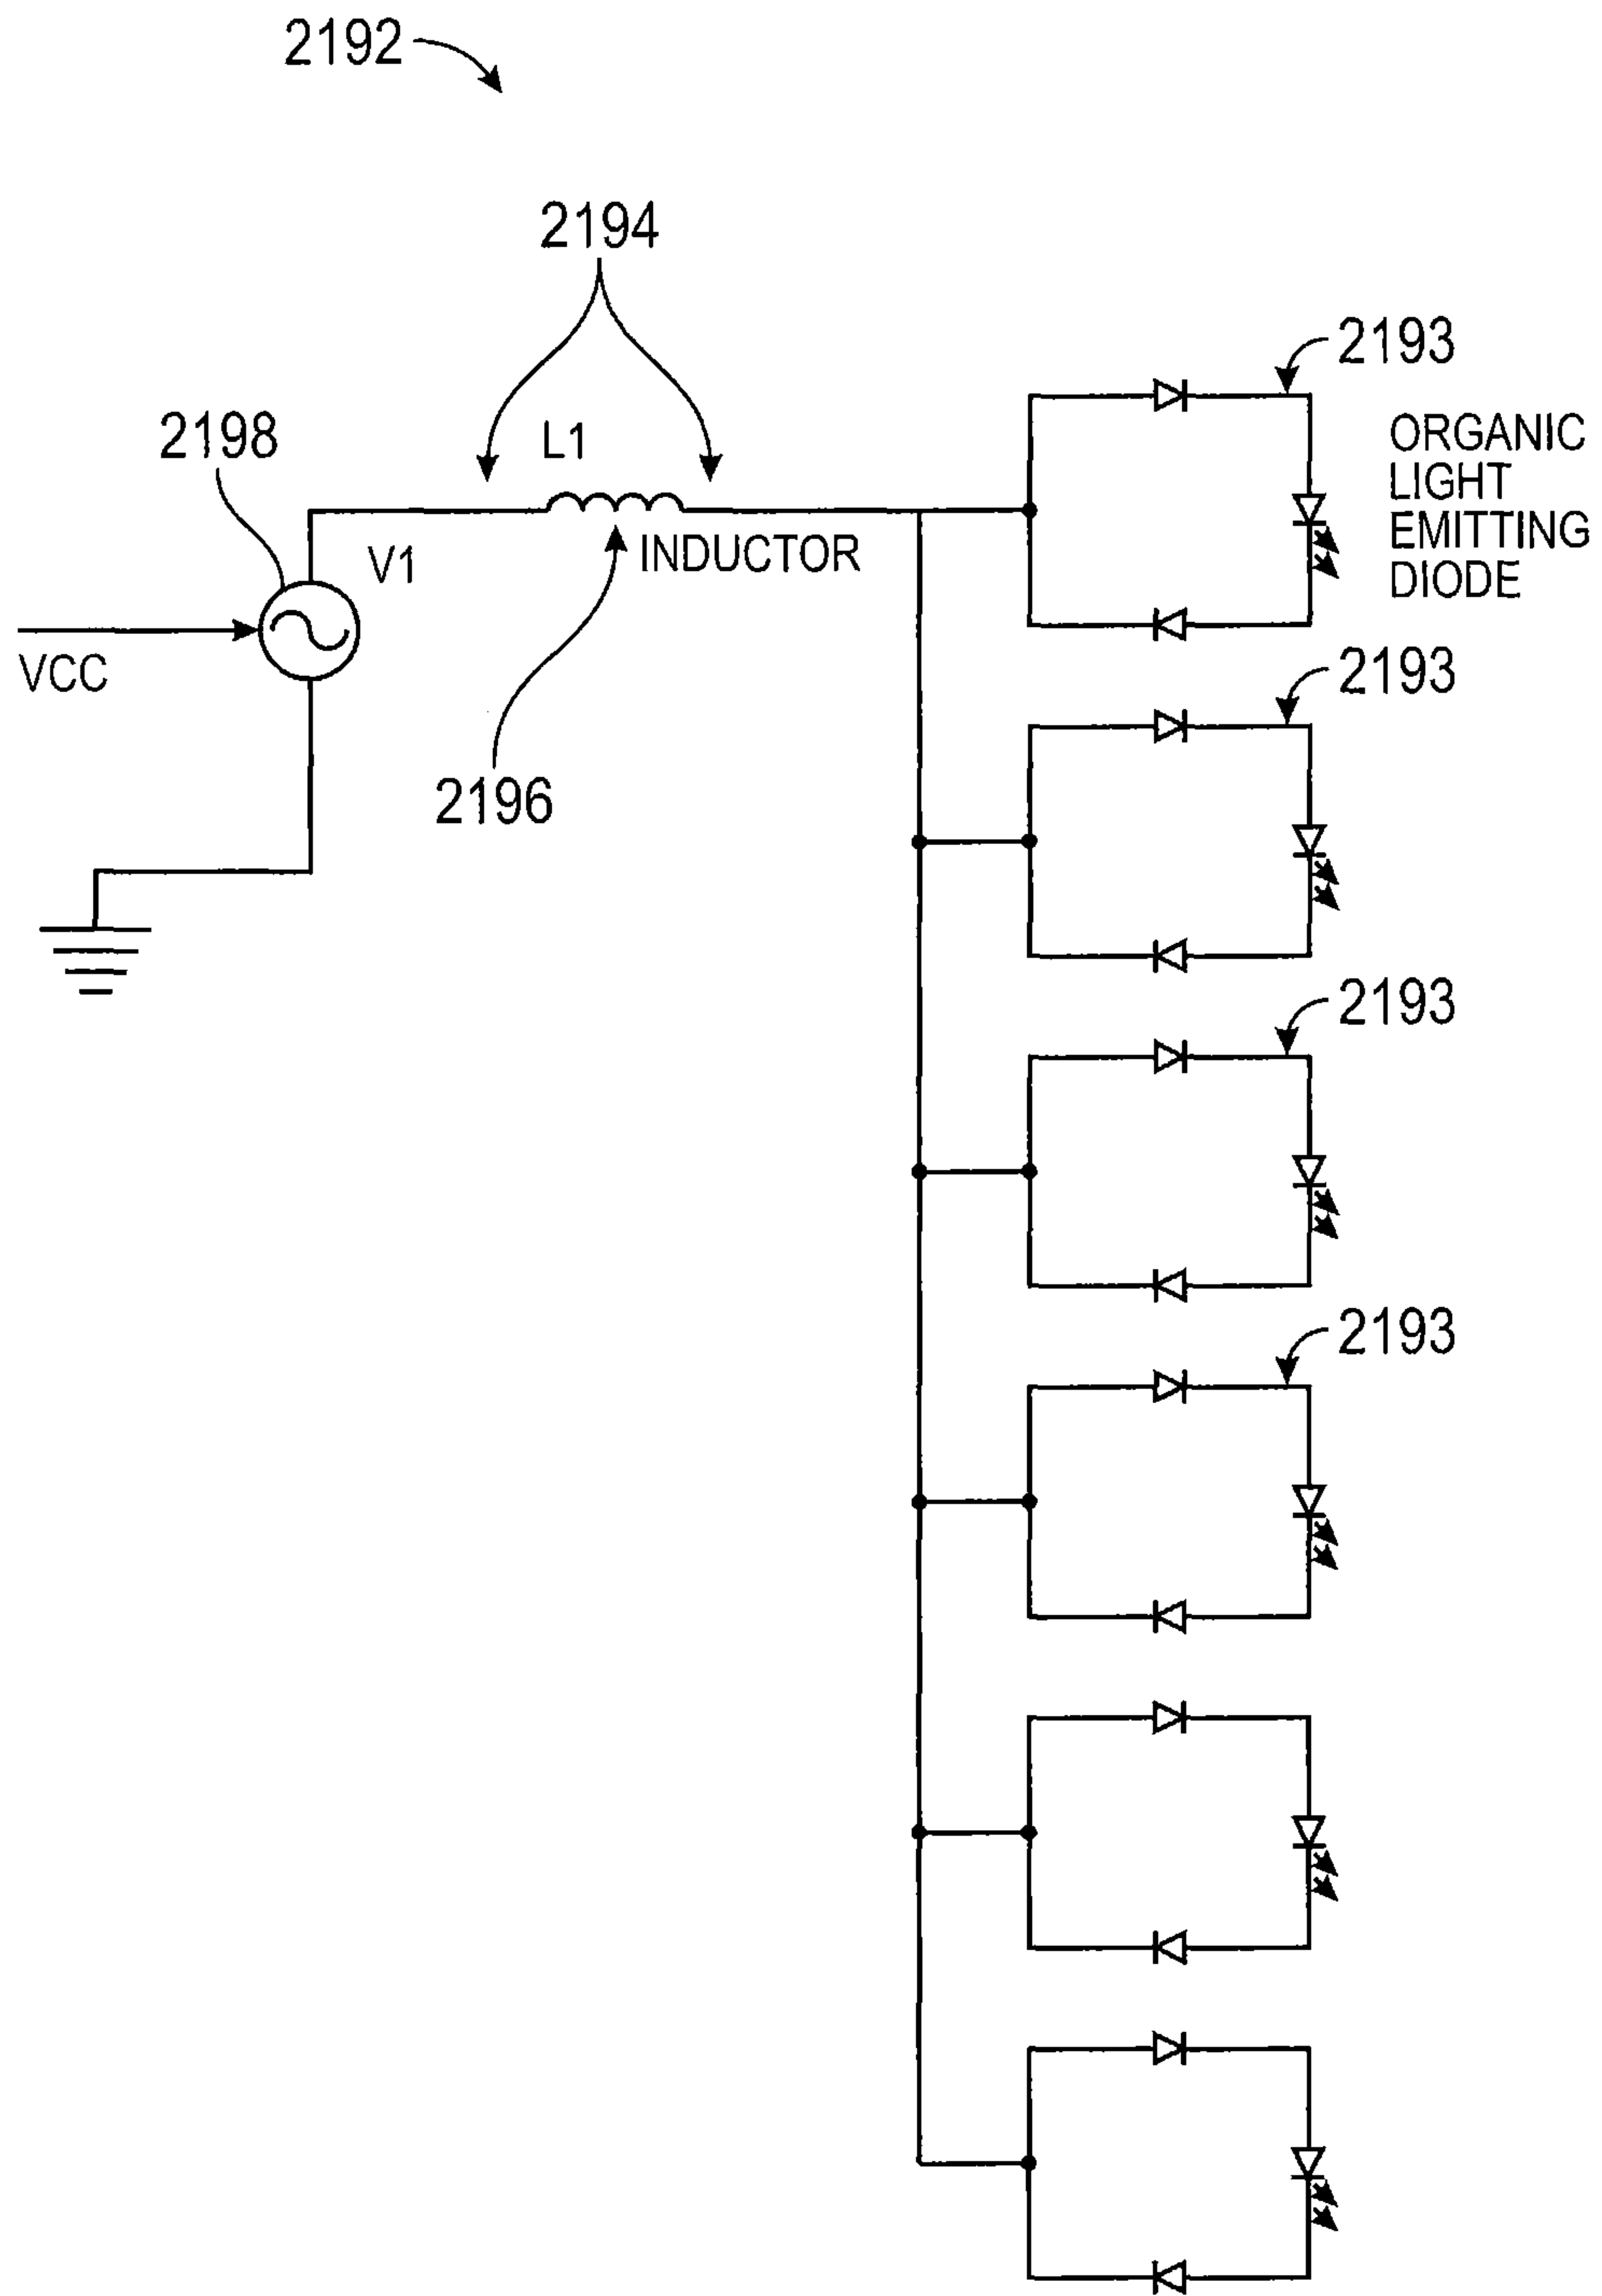 2192
2194
2193
2198
L1
ORGANIC
LIGHT
EMITTING
DIODE
V1
INDUCTOR
VCC
2193
2196
2193
2193